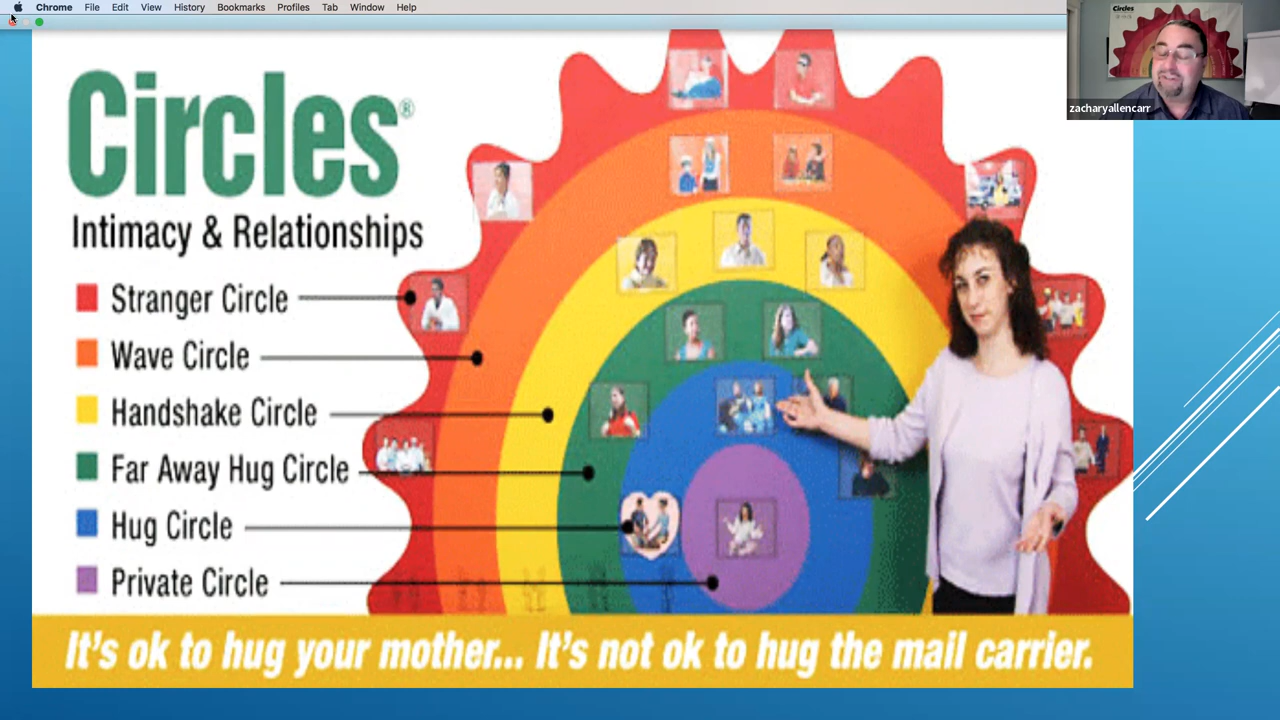 Chrome File Edit View History Bookmarks Profiles Tab Window Help
Circles
zacharyallencarr
Circles®
Intimacy & Relationships
Stranger Circle
Wave Circle
Handshake Circle
Far Away Hug Circle
Hug Circle
Private Circle
It's ok to hug your mother... It's not ok to hug the mail carrier.